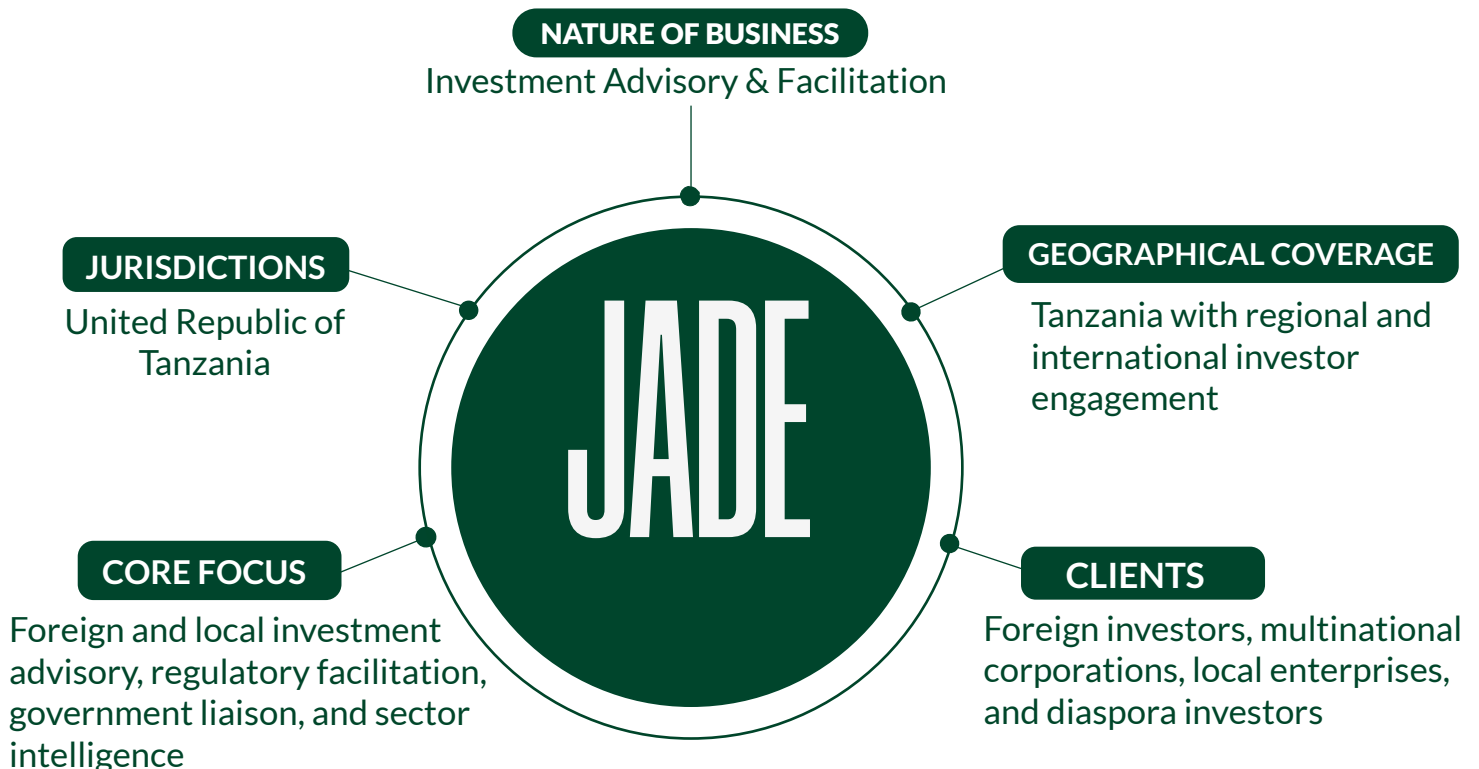 NATURE OF BUSINESS
Investment Advisory & Facilitation
JURISDICTIONS
United Republic of
Tanzania
GEOGRAPHICAL COVERAGE
Tanzania with regional and
international investor
engagement
JADE
CORE FOCUS
Foreign and local investment
advisory, regulatory facilitation,
government liaison, and sector
intelligence
CLIENTS
Foreign investors, multinational
corporations, local enterprises,
and diaspora investors